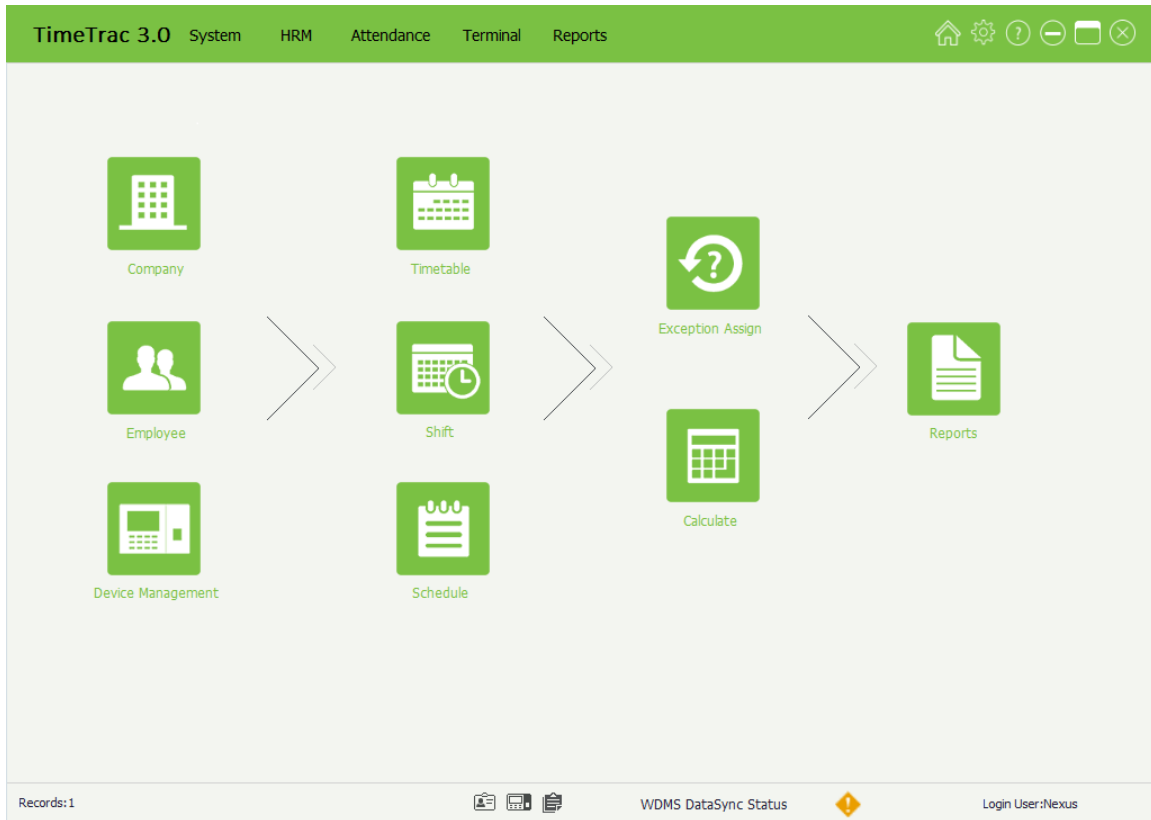 TimeTrac 3.0 System HRM Attendance Terminal Reports
Company
Timetable
Exception Assign
Employee
Shift
Reports
Calculate
Device Management
Schedule
Records:1
WDMS DataSync Status
Login User:Nexus